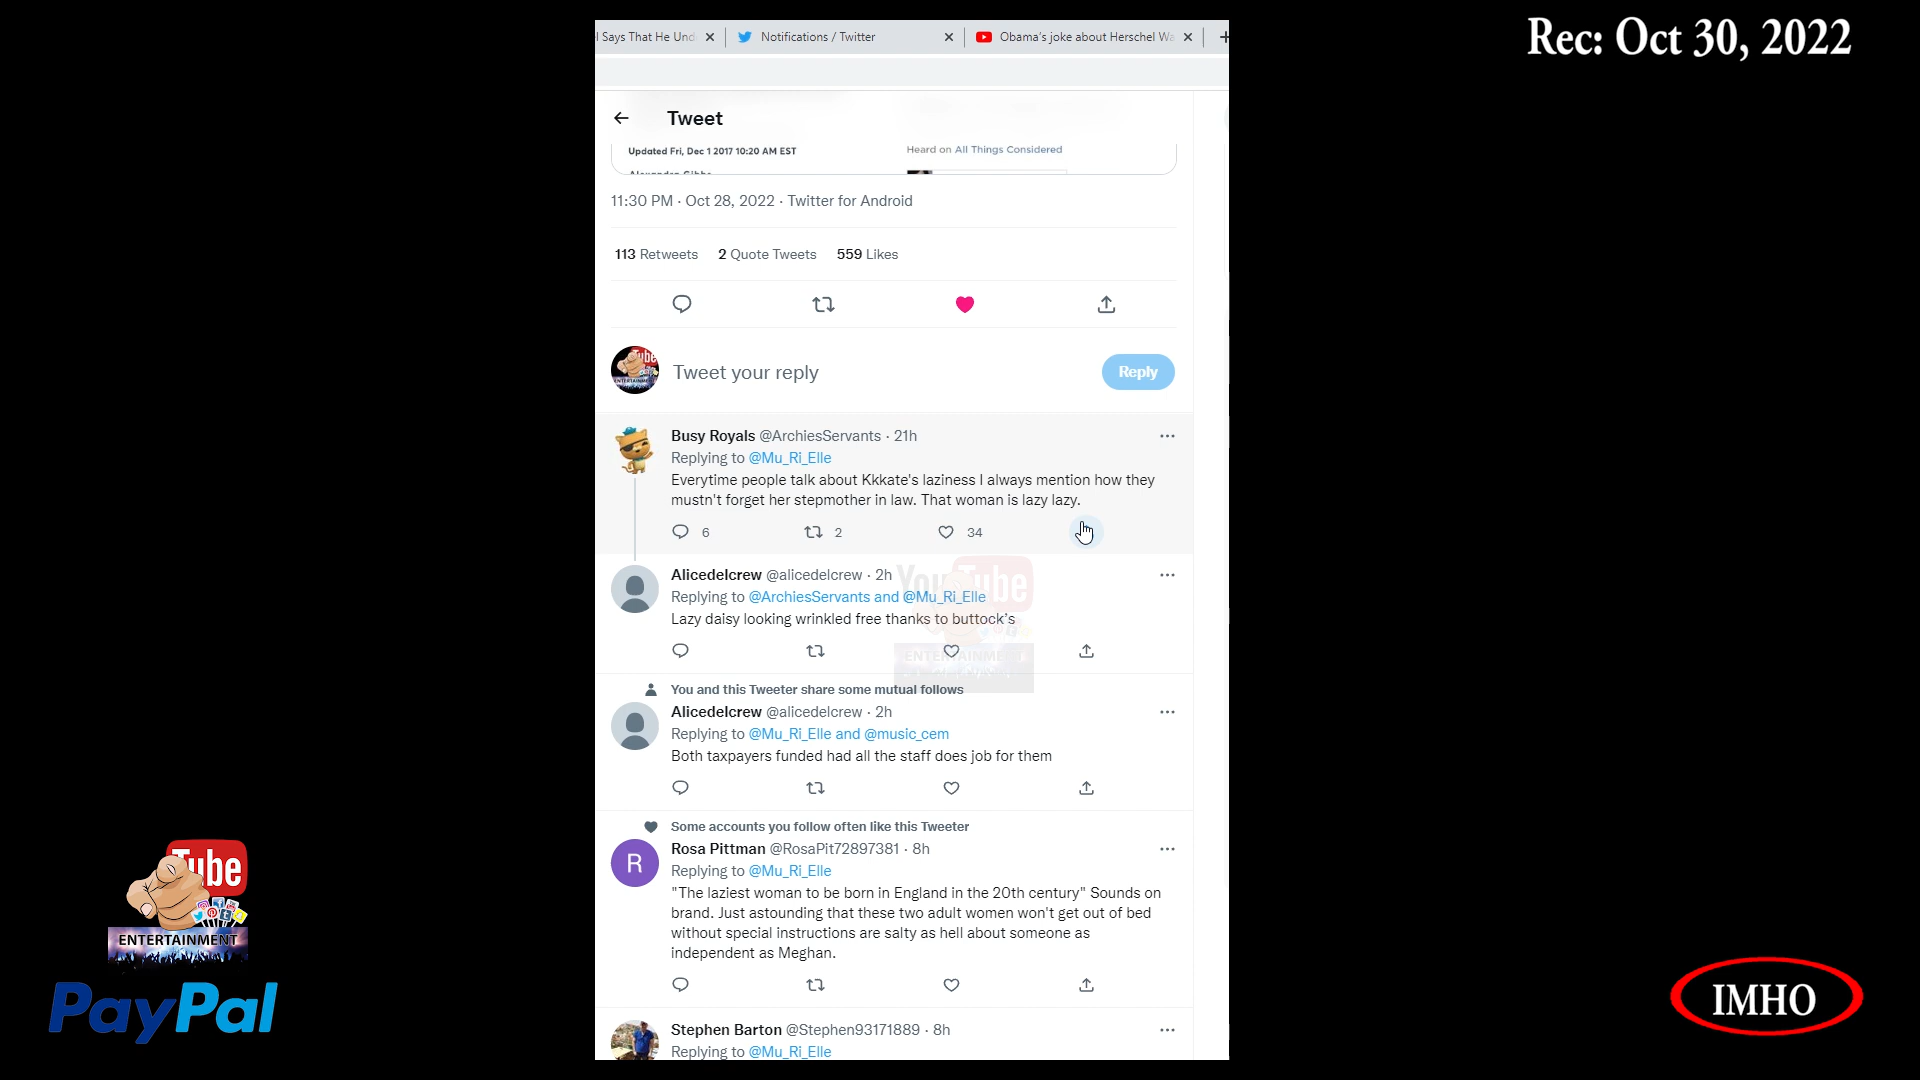 Rec: Oct 30, 2022
l Says That He Und
Notifications / Twitter
Obama's joke about Herschel Wa
Tweet
Updated Fri, Dec 1 2017 10:20 AM EST
Heard on All Things Considered
11:30 PM · Oct 28, 2022 · Twitter for Android
113 Retweets 2 Quote Tweets 559 Likes
Tweet your reply
Reply
Busy Royals @ArchiesServants · 21h
Replying to @Mu_Ri_Elle
Everytime people talk about Kkkate's laziness I always mention how they
mustn't forget her stepmother in law. That woman is lazy lazy.
6 2 34
Alicedelcrew @alicedelcrew · 2h
Replying to @ArchiesServants and @Mu_Ri_Elle
Lazy daisy looking wrinkled free thanks to buttock's
YouTube
ENTERTAINMENT
You and this Tweeter share some mutual follows
Alicedelcrew @alicedelcrew · 2h
Replying to @Mu_Ri_Elle and @music_cem
Both taxpayers funded had all the staff does job for them
Some accounts you follow often like this Tweeter
R
Rosa Pittman @RosaPit72897381 · 8h
Replying to @Mu_Ri_Elle
"The laziest woman to be born in England in the 20th century" Sounds on
brand. Just astounding that these two adult women won't get out of bed
without special instructions are salty as hell about someone as
independent as Meghan.
Stephen Barton @Stephen93171889 · 8h
Replying to @Mu_Ri_Elle
Tube
ENTERTAINMENT
PayPal
IMHO